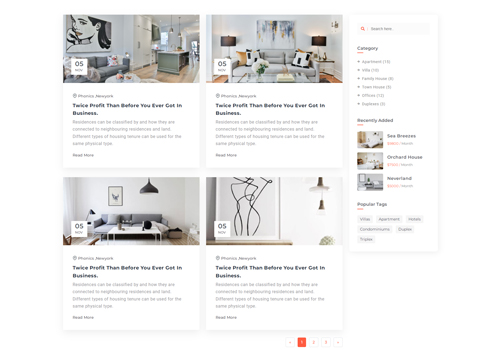 05
NOV
Phonics ,Newyork
Twice Profit Than Before You Ever Got In
Business.
Residences can be classified by and how they are
connected to neighbouring residences and land.
Different types of housing tenure can be used for the
same physical type.
Read More
05
NOV
Phonics ,Newyork
Twice Profit Than Before You Ever Got In
Business.
Residences can be classified by and how they are
connected to neighbouring residences and land.
Different types of housing tenure can be used for the
same physical type.
Read More
05
NOV
Phonics ,Newyork
Twice Profit Than Before You Ever Got In
Business.
Residences can be classified by and how they are
connected to neighbouring residences and land.
Different types of housing tenure can be used for the
same physical type.
Read More
05
NOV
Phonics ,Newyork
Twice Profit Than Before You Ever Got In
Business.
Residences can be classified by and how they are
connected to neighbouring residences and land.
Different types of housing tenure can be used for the
same physical type.
Read More
« 1 2 3 »
Search Now..
Category
Apartment
Villa
Family House
Town House
Offices (12)
Duplexes
Recently Added
Sea Breezes
/ Month
Orchard House
/ Month
Neverland
/ Month
Popular Tags
Villas Apartment Hotels
Condominiums Duplex
Triplex